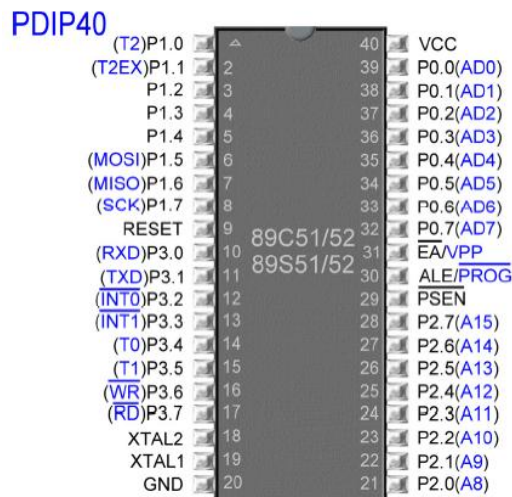 PDIP40
(T2)P1.0 40 VCC
(T2EX)P1.1 2 39 P0.0(AD0)
P1.2 3 38 P0.1(AD1)
P1.3 4 37 P0.2(AD2)
P1.4 5 36 P0.3(AD3)
(MOSI)P1.5 6 35 P0.4(AD4)
(MISO)P1.6 7 34 P0.5(AD5)
(SCK)P1.7 8 33 P0.6(AD6)
RESET 9 32 P0.7(AD7)
89C51/52
89S51/52
(RXD)P3.0 10 31 EA/VPP
(TXD)P3.1 11 30 ALE/PROG
(INT0)P3.2 12 29 PSEN
(INT1)P3.3 13 28 P2.7(A15)
(T0)P3.4 14 27 P2.6(A14)
(T1)P3.5 15 26 P2.5(A13)
(WR)P3.6 16 25 P2.4(A12)
(RD)P3.7 17 24 P2.3(A11)
XTAL2 18 23 P2.2(A10)
XTAL1 19 22 P2.1(A9)
GND 20 21 P2.0(A8)